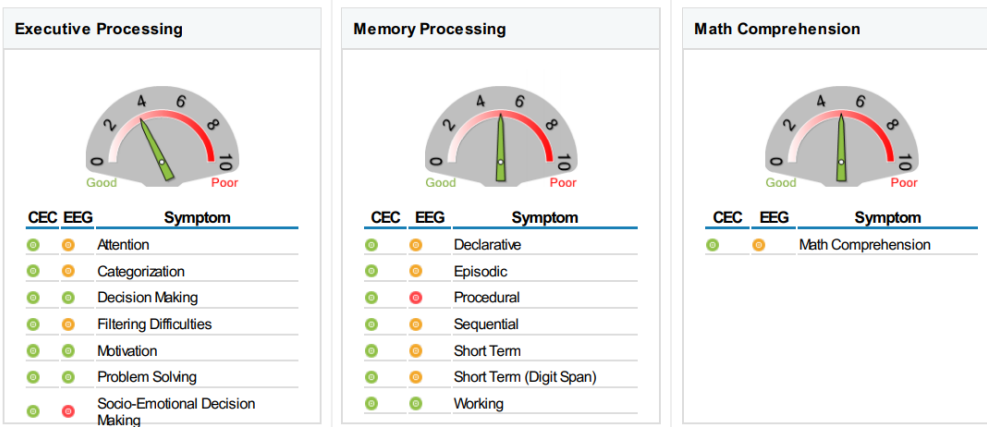 Executive Processing
0 2 4 6 8 10
Good Poor
CEC EEG Symptom
Attention
Categorization
Decision Making
Filtering Difficulties
Motivation
Problem Solving
Socio-Emotional Decision
Making
Memory Processing
0 2 4 6 8 10
Good Poor
CEC EEG Symptom
Declarative
Episodic
Procedural
Sequential
Short Term
Short Term (Digit Span)
Working
Math Comprehension
0 2 4 6 8 10
Good Poor
CEC EEG Symptom
Math Comprehension